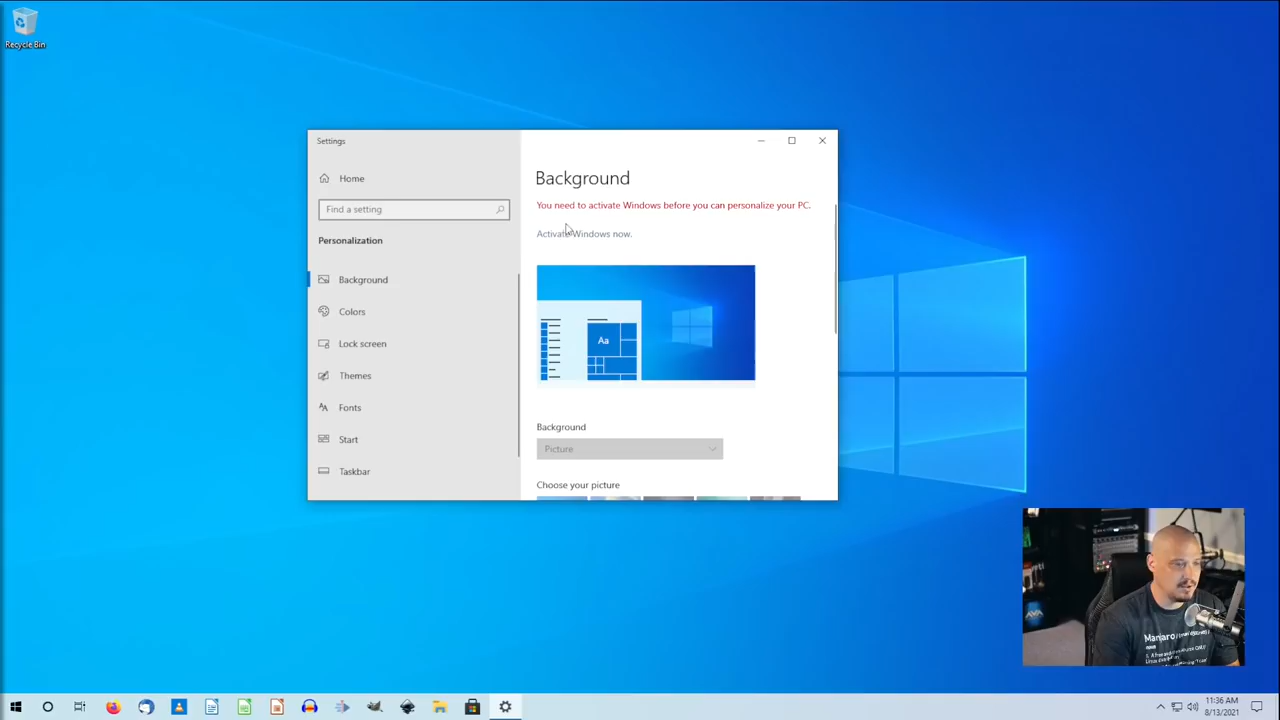 Recycle Bin
Settings
Home
Find a setting
Personalization
Background
Colors
Lock screen
Themes
Fonts
Start
Taskbar
Background
You need to activate Windows before you can personalize your PC.
Activate Windows now.
Aa
Background
Picture
Choose your picture
Manjaro
11:36 AM
8/13/2021